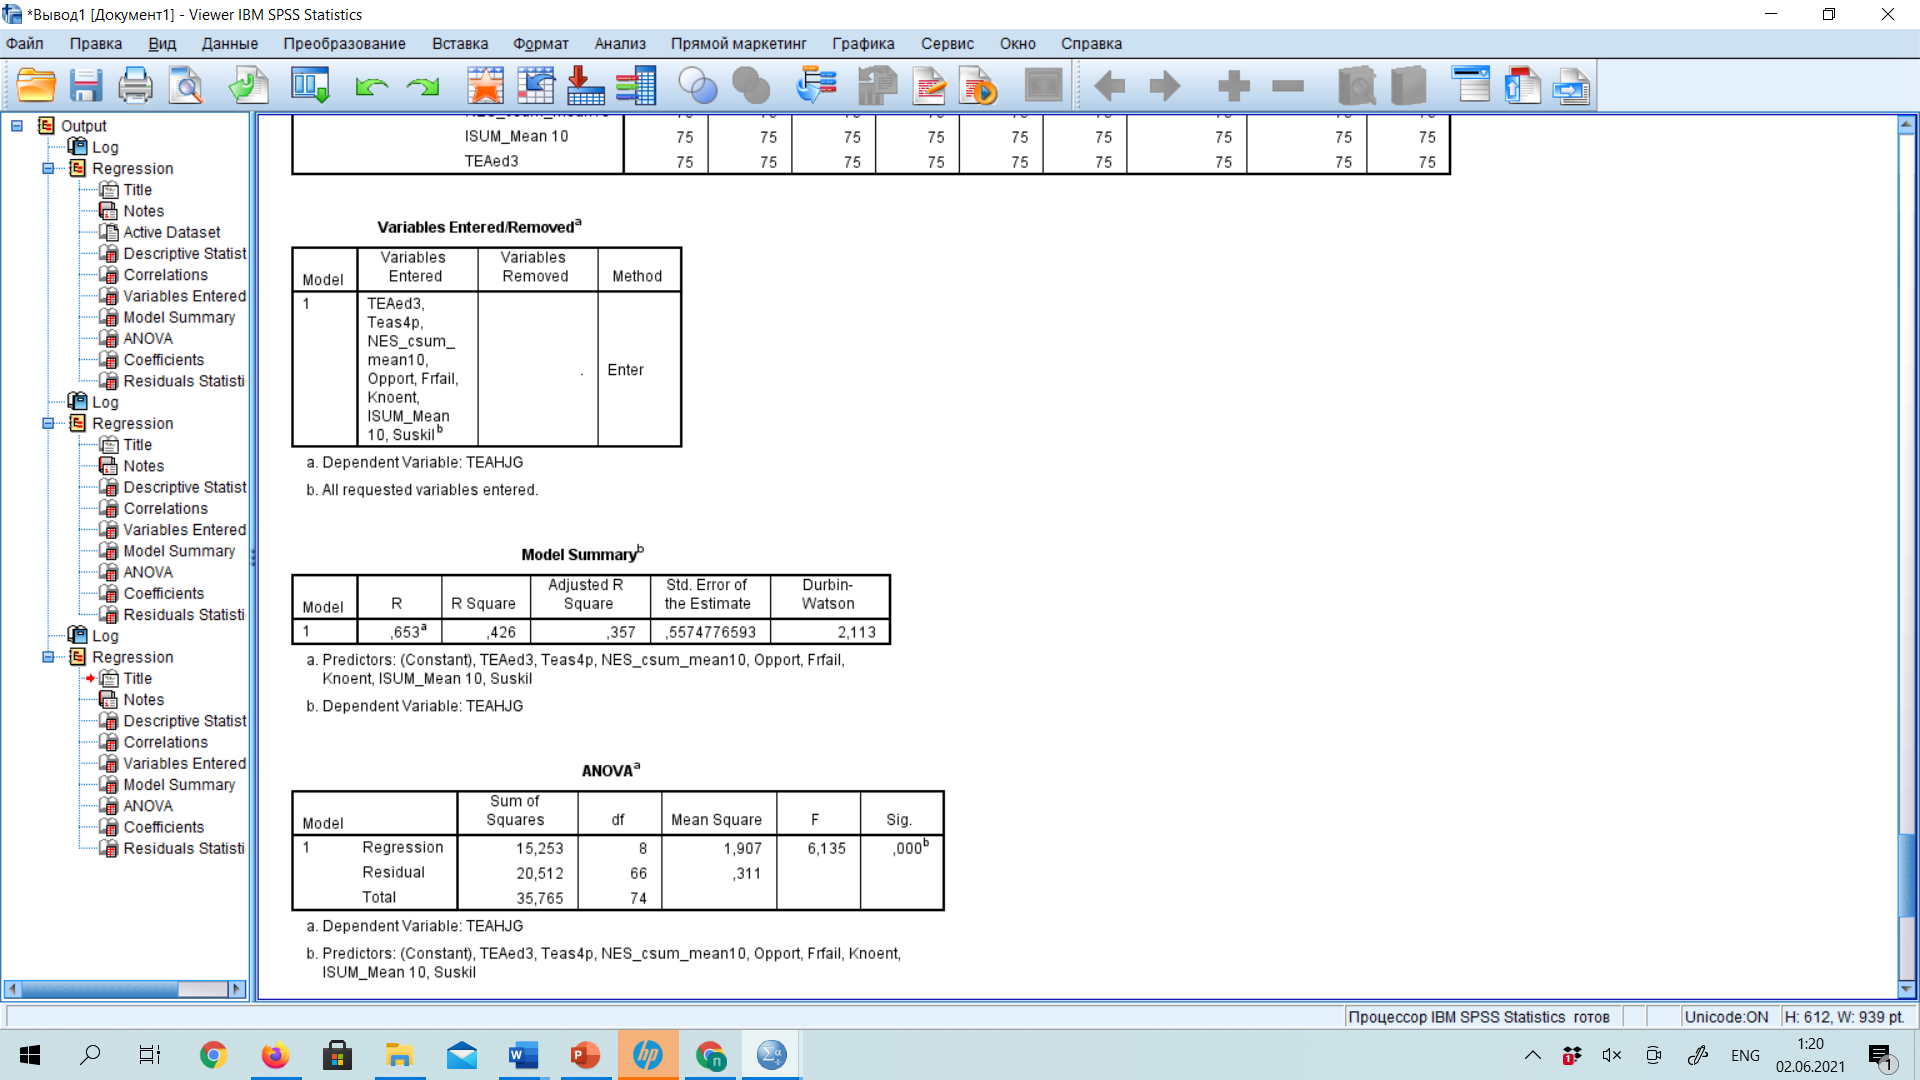 *Вывод1 [Документ1] - Viewer IBM SPSS Statistics
Файл Правка Вид Данные Преобразование Вставка Формат Анализ Прямой маркетинг Графика Сервис Окно Справка
Output
Log
Regression
Title
Notes
Active Dataset
Descriptive Statist
Correlations
Variables Entered
Model Summary
ANOVA
Coefficients
Residuals Statisti
Log
Regression
Title
Notes
Descriptive Statist
Correlations
Variables Entered
Model Summary
ANOVA
Coefficients
Residuals Statisti
Log
Regression
Title
Notes
Descriptive Statist
Correlations
Variables Entered
Model Summary
ANOVA
Coefficients
Residuals Statisti
ISUM_Mean 10 75 75 75 75 75 75 75 75 75
TEAed3 75 75 75 75 75 75 75 75 75
Variables Entered/Removedᵃ
Model Variables Entered Variables Removed Method
1 TEAed3, Teas4p, NES_csum_mean10, Opport, Frfail, Knoent, ISUM_Mean 10, Suskilᵇ . Enter
a. Dependent Variable: TEAHJG
b. All requested variables entered.
Model Summaryᵇ
Model R R Square Adjusted R Square Std. Error of the Estimate Durbin-Watson
1 ,653ᵃ ,426 ,357 ,5574776593 2,113
a. Predictors: (Constant), TEAed3, Teas4p, NES_csum_mean10, Opport, Frfail,
Knoent, ISUM_Mean 10, Suskil
b. Dependent Variable: TEAHJG
ANOVAᵃ
Model Sum of Squares df Mean Square F Sig.
1 Regression 15,253 8 1,907 6,135 ,000ᵇ
Residual 20,512 66 ,311
Total 35,765 74
a. Dependent Variable: TEAHJG
b. Predictors: (Constant), TEAed3, Teas4p, NES_csum_mean10, Opport, Frfail, Knoent,
ISUM_Mean 10, Suskil
Процессор IBM SPSS Statistics готов Unicode:ON H: 612, W: 939 pt.
ENG
1:20
02.06.2021
1